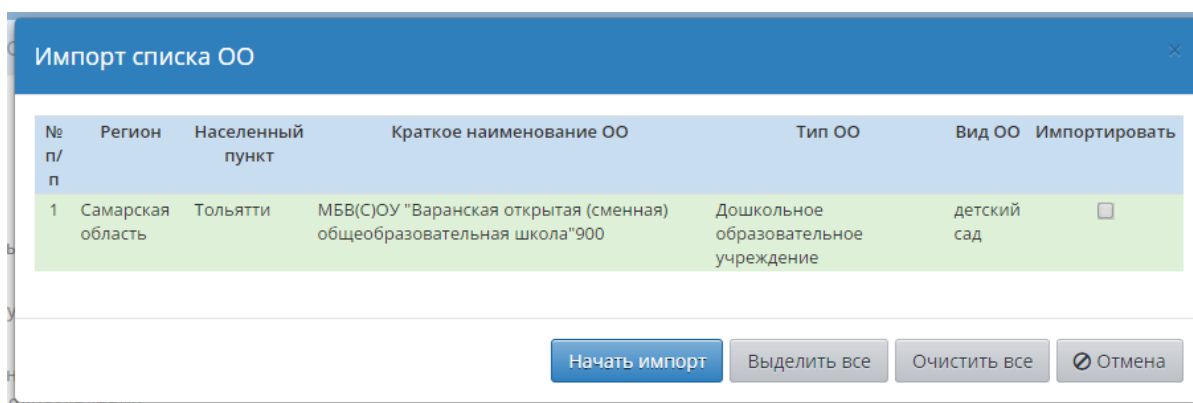 Импорт списка ОО
×
№ п/п Регион Населенный пункт Краткое наименование ОО Тип ОО Вид ОО Импортировать
1 Самарская область Тольятти МБВ(С)ОУ "Варанская открытая (сменная) общеобразовательная школа"900 Дошкольное образовательное учреждение детский сад
Начать импорт Выделить все Очистить все Отмена